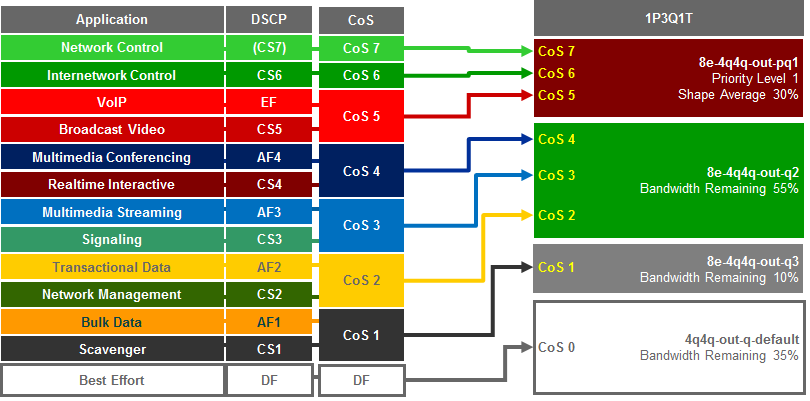 Application DSCP CoS 1P3Q1T
Network Control (CS7) CoS 7
Internetwork Control CS6 CoS 6
VoIP EF CoS 5
Broadcast Video CS5
Multimedia Conferencing AF4 CoS 4
Realtime Interactive CS4
Multimedia Streaming AF3 CoS 3
Signaling CS3
Transactional Data AF2 CoS 2
Network Management CS2
Bulk Data AF1 CoS 1
Scavenger CS1
Best Effort DF DF
CoS 7
8e-4q4q-out-pq1
CoS 6
Priority Level 1
CoS 5
Shape Average 30%
CoS 4
CoS 3
8e-4q4q-out-q2
Bandwidth Remaining 55%
CoS 2
8e-4q4q-out-q3
CoS 1
Bandwidth Remaining 10%
4q4q-out-q-default
CoS 0
Bandwidth Remaining 35%